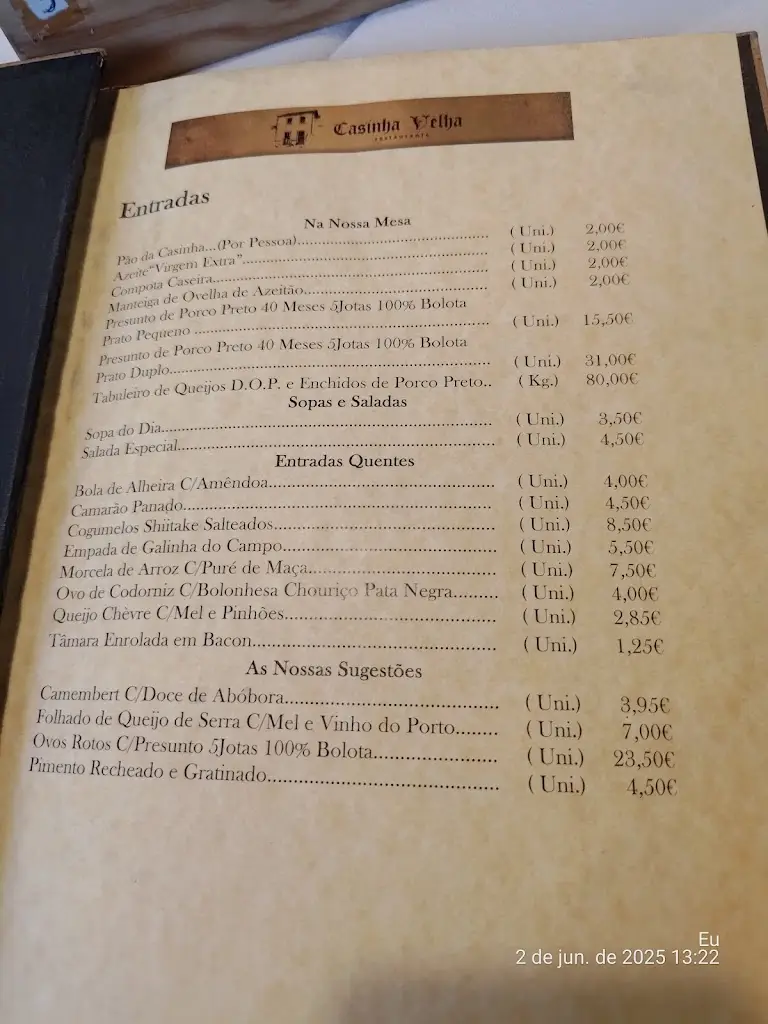 Casinha Velha
restaurante
Entradas
Na Nossa Mesa
Pão da Casinha...(Por Pessoa)........ ( Uni.) 2,00€
Azeite"Virgem Extra"........ ( Uni.) 2,00€
Compota Caseira........ ( Uni.) 2,00€
Manteiga de Ovelha de Azeitão........ ( Uni.) 2,00€
Presunto de Porco Preto 40 Meses 5Jotas 100% Bolota
Prato Pequeno ........ ( Uni.) 15,50€
Presunto de Porco Preto 40 Meses 5Jotas 100% Bolota
Prato Duplo........ ( Uni.) 31,00€
Tabuleiro de Queijos D.O.P. e Enchidos de Porco Preto.. ( Kg.) 80,00€
Sopas e Saladas
Sopa do Dia........ ( Uni.) 3,50€
Salada Especial........ ( Uni.) 4,50€
Entradas Quentes
Bola de Alheira C/Amêndoa........ ( Uni.) 4,00€
Camarão Panado........ ( Uni.) 4,50€
Cogumelos Shiitake Salteados........ ( Uni.) 8,50€
Empada de Galinha do Campo........ ( Uni.) 5,50€
Morcela de Arroz C/Puré de Maça........ ( Uni.) 7,50€
Ovo de Codorniz C/Bolonhesa Chouriço Pata Negra........ ( Uni.) 4,00€
Queijo Chèvre C/Mel e Pinhões........ ( Uni.) 2,85€
Tâmara Enrolada em Bacon........ ( Uni.) 1,25€
As Nossas Sugestões
Camembert C/Doce de Abóbora........ ( Uni.) 3,95€
Folhado de Queijo de Serra C/Mel e Vinho do Porto........ ( Uni.) 7,00€
Ovos Rotos C/Presunto 5Jotas 100% Bolota........ ( Uni.) 23,50€
Pimento Recheado e Gratinado........ ( Uni.) 4,50€
Eu
2 de jun. de 2025 13:22